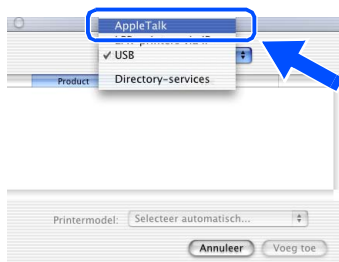 AppleTalk
USB
Directory-services
Product
Printermodel: Selecteer automatisch...
Annuleer Voeg toe